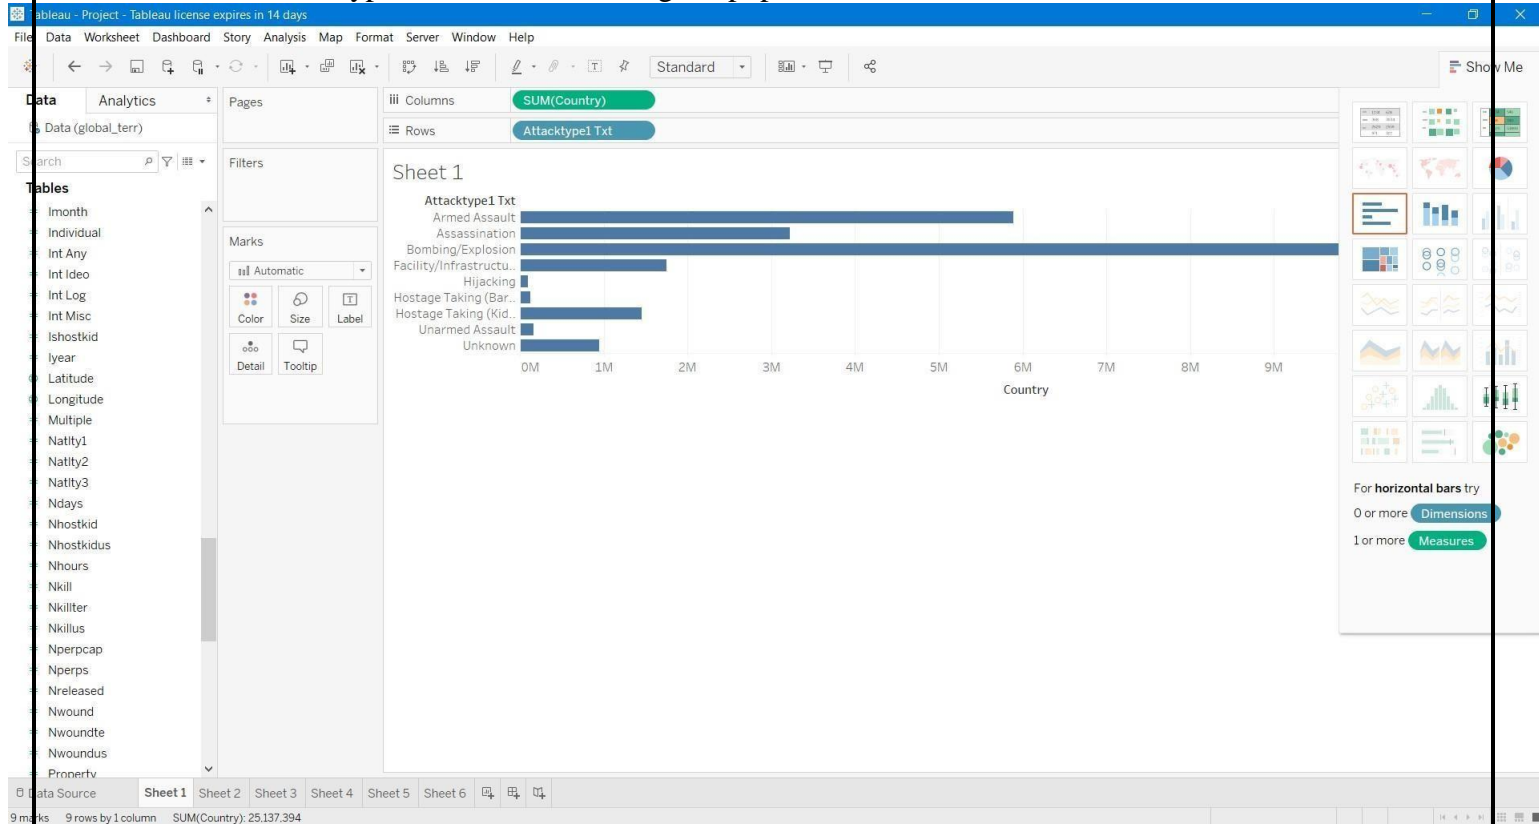 Tableau - Project - Tableau license expires in 14 days
File Data Worksheet Dashboard Story Analysis Map Format Server Window Help
Standard
Show Me
Data Analytics
Data (global_terr)
Search
Tables
Imonth
Individual
Int Any
Int Ideo
Int Log
Int Misc
Ishostkid
Iyear
Latitude
Longitude
Multiple
Natlty1
Natlty2
Natlty3
Ndays
Nhostkid
Nhostkidus
Nhours
Nkill
Nkillter
Nkillus
Nperpcap
Nperps
Nreleased
Nwound
Nwoundte
Nwoundus
Property
Pages
Filters
Marks
Automatic
Color Size Label
Detail Tooltip
Columns SUM(Country)
Rows Attacktype1 Txt
Sheet 1
Attacktype1 Txt
Armed Assault
Assassination
Bombing/Explosion
Facility/Infrastructu..
Hijacking
Hostage Taking (Bar..
Hostage Taking (Kid..
Unarmed Assault
Unknown
0M 1M 2M 3M 4M 5M 6M 7M 8M 9M
Country
For horizontal bars try
0 or more Dimensions
1 or more Measures
Data Source Sheet 1 Sheet 2 Sheet 3 Sheet 4 Sheet 5 Sheet 6
9 marks 9 rows by 1 column SUM(Country): 25,137,394